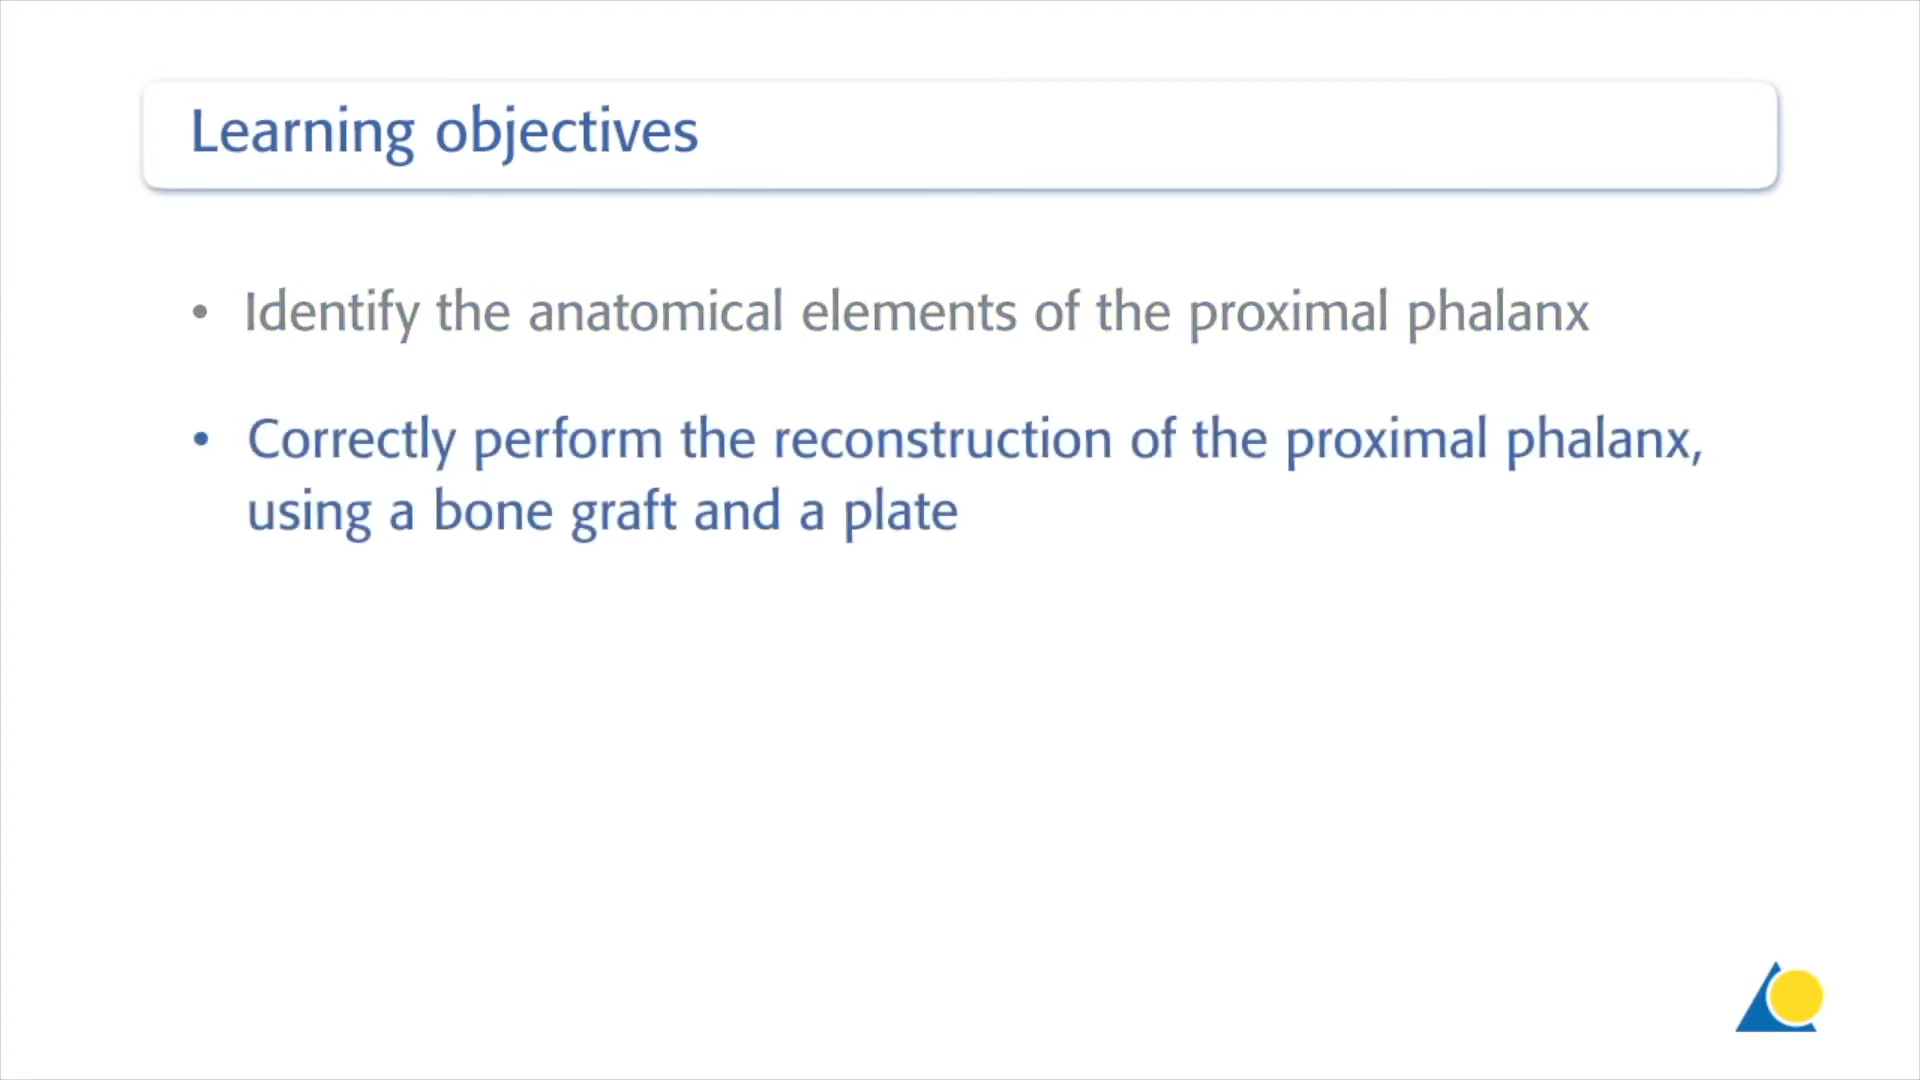 Learning objectives
• Identify the anatomical elements of the proximal phalanx
• Correctly perform the reconstruction of the proximal phalanx,
using a bone graft and a plate